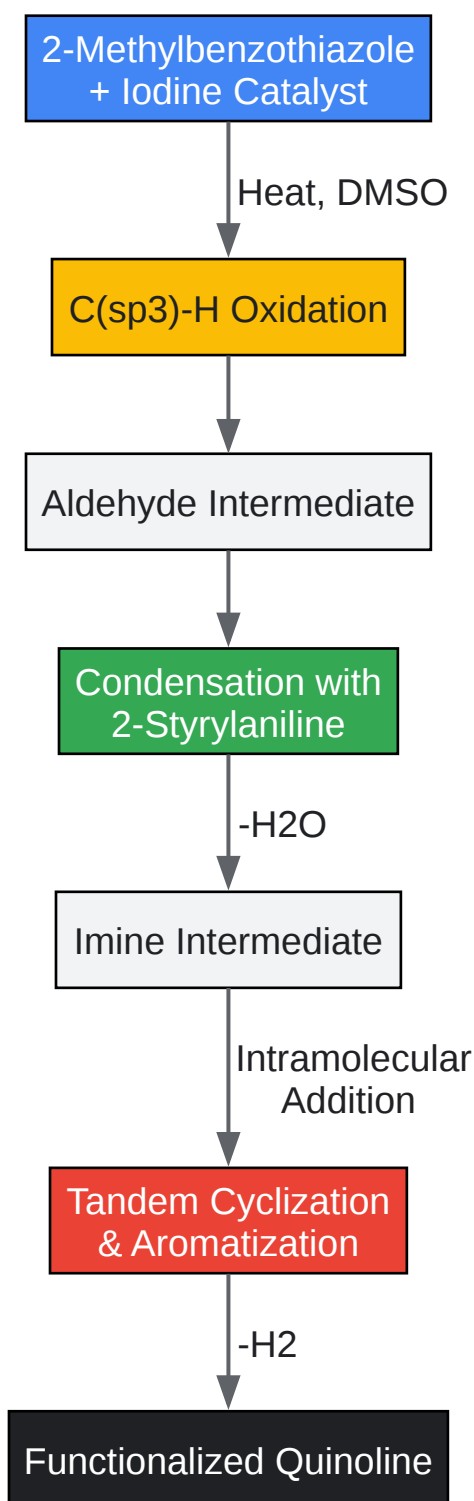 2-Methylbenzothiazole
+ Iodine Catalyst
Heat, DMSO
C(sp3)-H Oxidation
Aldehyde Intermediate
Condensation with
2-Styrylaniline
-H2O
Imine Intermediate
Intramolecular
Addition
Tandem Cyclization
& Aromatization
-H2
Functionalized Quinoline